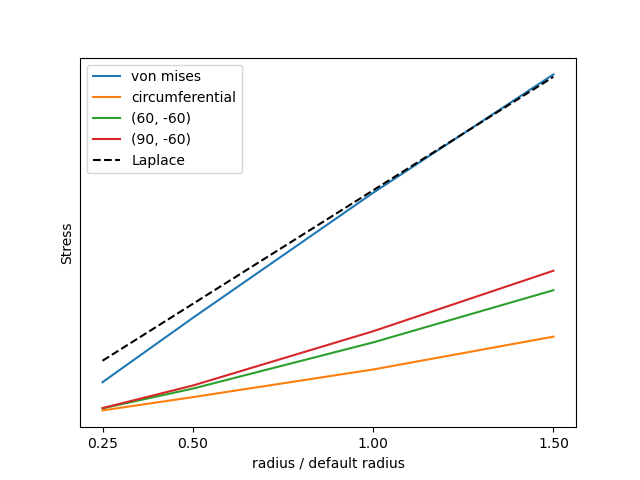 von mises
circumferential
(60, -60)
(90, -60)
Laplace
Stress
0.25
0.50
1.00
1.50
radius / default radius